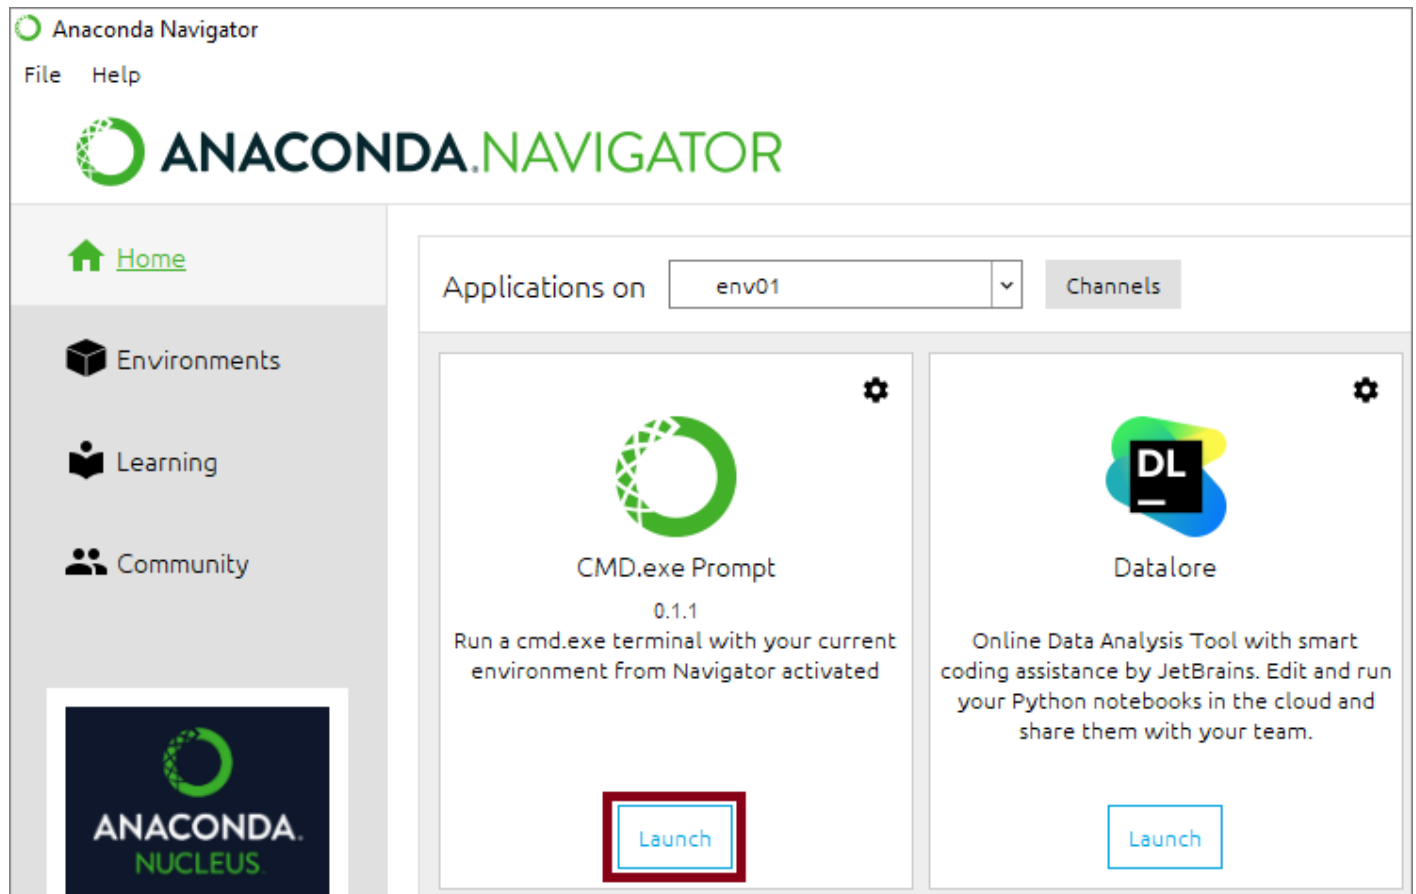 Anaconda Navigator
File Help
ANACONDA.NAVIGATOR
Home
Environments
Learning
Community
ANACONDA.
NUCLEUS
Applications on env01 Channels
CMD.exe Prompt
0.1.1
Run a cmd.exe terminal with your current
environment from Navigator activated
Launch
DL
Datalore
Online Data Analysis Tool with smart
coding assistance by JetBrains. Edit and run
your Python notebooks in the cloud and
share them with your team.
Launch